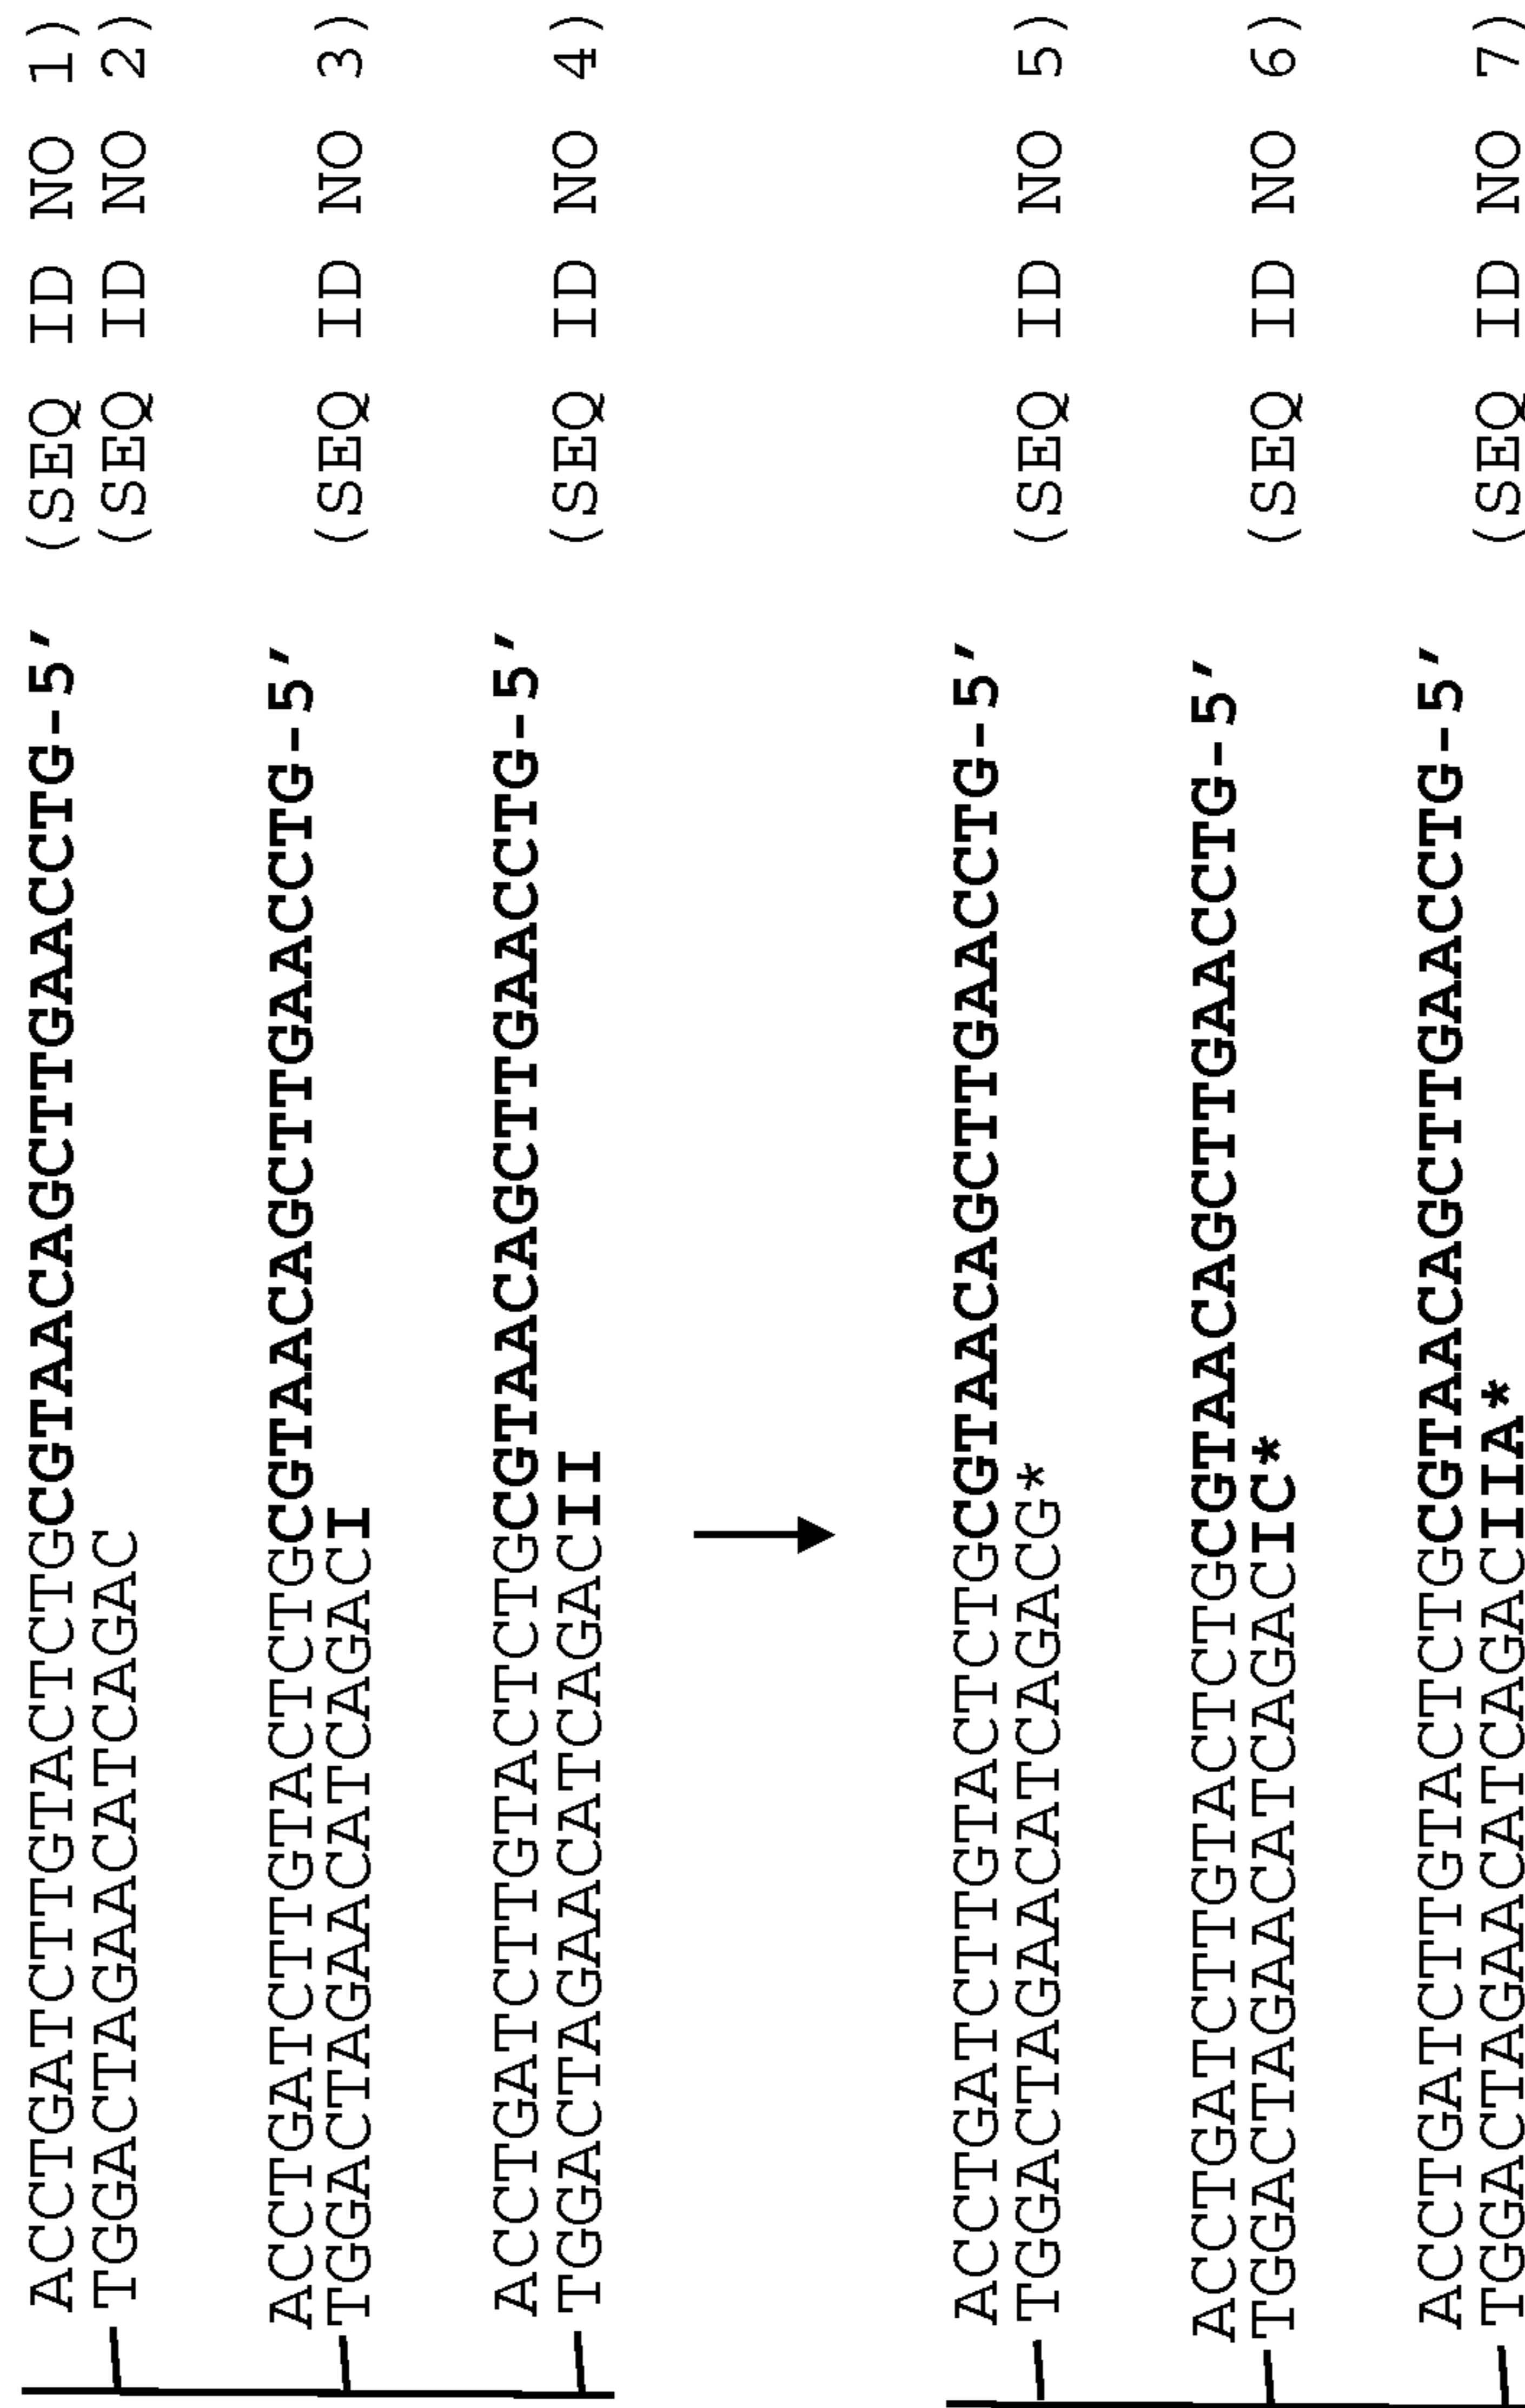 ACCTGATCTTGTACTCTGCGTAACAGCTTGAACCTG-5′ (SEQ ID NO 1)
TGGACTAGAACATCAGAC (SEQ ID NO 2)
ACCTGATCTTGTACTCTGCGTAACAGCTTGAACCTG-5′
TGGACTAGAACATCAGACI (SEQ ID NO 3)
ACCTGATCTTGTACTCTGCGTAACAGCTTGAACCTG-5′
TGGACTAGAACATCAGACII (SEQ ID NO 4)
ACCTGATCTTGTACTCTGCGTAACAGCTTGAACCTG-5′
TGGACTAGAACATCAGACG* (SEQ ID NO 5)
ACCTGATCTTGTACTCTGCGTAACAGCTTGAACCTG-5′
TGGACTAGAACATCAGACIC* (SEQ ID NO 6)
ACCTGATCTTGTACTCTGCGTAACAGCTTGAACCTG-5′
TGGACTAGAACATCAGACIIA* (SEQ ID NO 7)